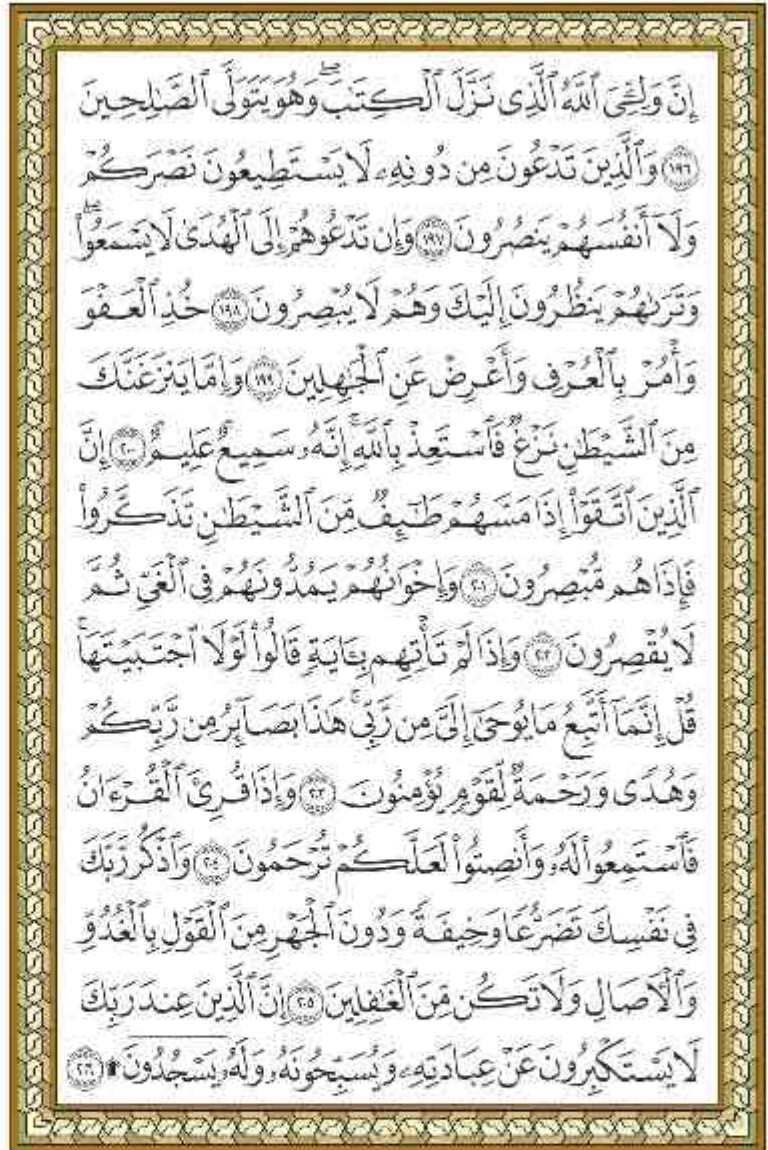 إِنَّ وَلِـِّۧيَ ٱللَّهُ ٱلَّذِى نَزَّلَ ٱلْكِتَٰبَ ۖ وَهُوَ يَتَوَلَّى ٱلصَّٰلِحِينَ
﴿١٩٦﴾ وَٱلَّذِينَ تَدْعُونَ مِن دُونِهِۦ لَا يَسْتَطِيعُونَ نَصْرَكُمْ
وَلَآ أَنفُسَهُمْ يَنصُرُونَ ﴿١٩٧﴾ وَإِن تَدْعُوهُمْ إِلَى ٱلْهُدَىٰ لَا يَسْمَعُوا۟ ۖ
وَتَرَىٰهُمْ يَنظُرُونَ إِلَيْكَ وَهُمْ لَا يُبْصِرُونَ ﴿١٩٨﴾ خُذِ ٱلْعَفْوَ
وَأْمُرْ بِٱلْعُرْفِ وَأَعْرِضْ عَنِ ٱلْجَٰهِلِينَ ﴿١٩٩﴾ وَإِمَّا يَنزَغَنَّكَ
مِنَ ٱلشَّيْطَٰنِ نَزْغٌ فَٱسْتَعِذْ بِٱللَّهِ ۚ إِنَّهُۥ سَمِيعٌ عَلِيمٌ ﴿٢٠٠﴾ إِنَّ
ٱلَّذِينَ ٱتَّقَوْا۟ إِذَا مَسَّهُمْ طَٰٓئِفٌ مِّنَ ٱلشَّيْطَٰنِ تَذَكَّرُوا۟
فَإِذَا هُم مُّبْصِرُونَ ﴿٢٠١﴾ وَإِخْوَٰنُهُمْ يَمُدُّونَهُمْ فِى ٱلْغَىِّ ثُمَّ
لَا يُقْصِرُونَ ﴿٢٠٢﴾ وَإِذَا لَمْ تَأْتِهِم بِـَٔايَةٍ قَالُوا۟ لَوْلَا ٱجْتَبَيْتَهَا ۚ
قُلْ إِنَّمَآ أَتَّبِعُ مَا يُوحَىٰٓ إِلَىَّ مِن رَّبِّى ۚ هَٰذَا بَصَآئِرُ مِن رَّبِّكُمْ
وَهُدًى وَرَحْمَةٌ لِّقَوْمٍ يُؤْمِنُونَ ﴿٢٠٣﴾ وَإِذَا قُرِئَ ٱلْقُرْءَانُ
فَٱسْتَمِعُوا۟ لَهُۥ وَأَنصِتُوا۟ لَعَلَّكُمْ تُرْحَمُونَ ﴿٢٠٤﴾ وَٱذْكُر رَّبَّكَ
فِى نَفْسِكَ تَضَرُّعًا وَخِيفَةً وَدُونَ ٱلْجَهْرِ مِنَ ٱلْقَوْلِ بِٱلْغُدُوِّ
وَٱلْءَاصَالِ وَلَا تَكُن مِّنَ ٱلْغَٰفِلِينَ ﴿٢٠٥﴾ إِنَّ ٱلَّذِينَ عِندَ رَبِّكَ
لَا يَسْتَكْبِرُونَ عَنْ عِبَادَتِهِۦ وَيُسَبِّحُونَهُۥ وَلَهُۥ يَسْجُدُونَ ۩ ﴿٢٠٦﴾